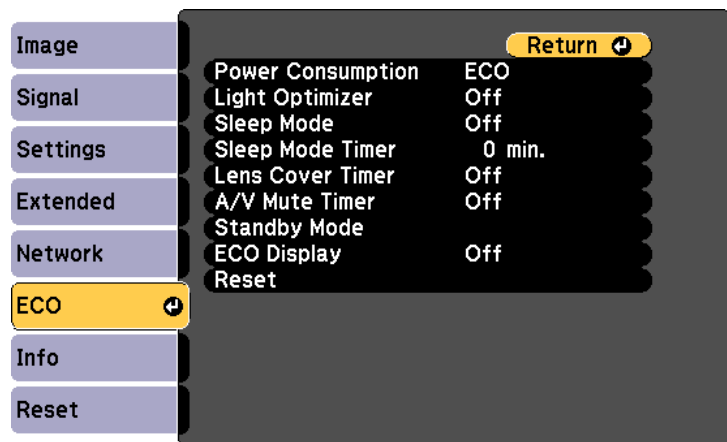 Image
Signal
Settings
Extended
Network
ECO
Info
Reset
Return
Power Consumption ECO
Light Optimizer Off
Sleep Mode Off
Sleep Mode Timer 0 min.
Lens Cover Timer Off
A/V Mute Timer Off
Standby Mode
ECO Display Off
Reset